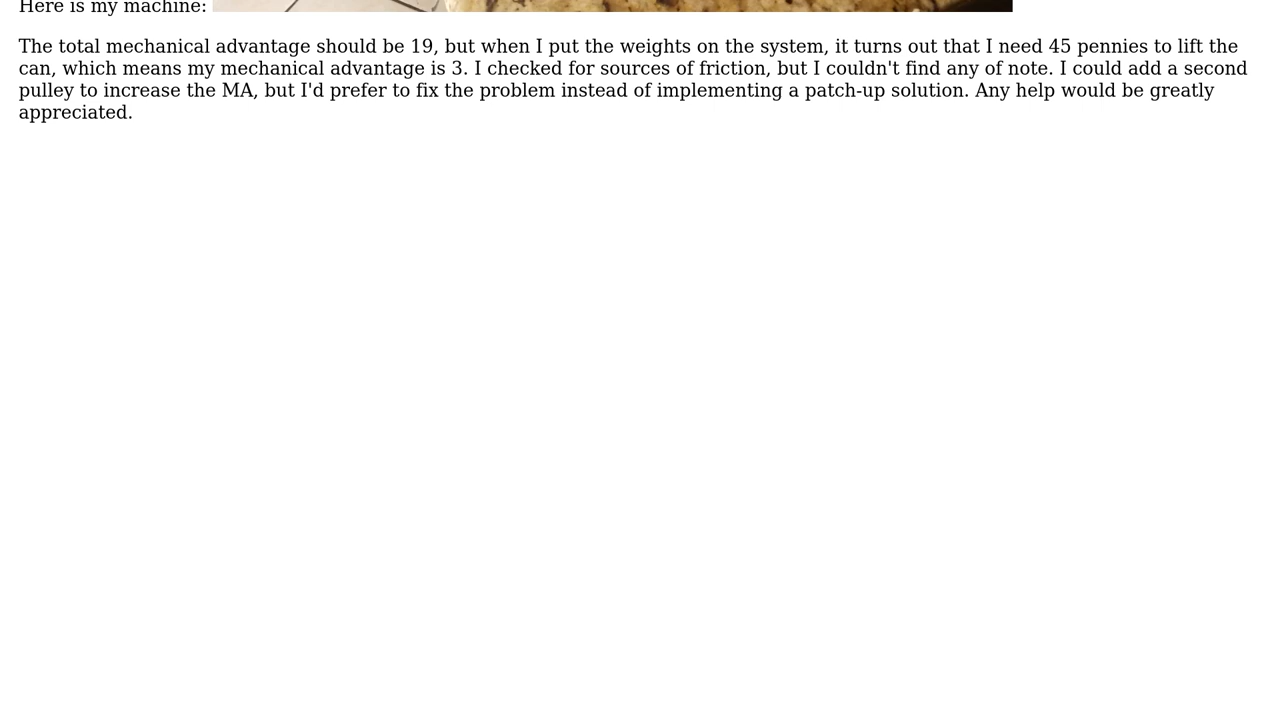 Here is my machine:
The total mechanical advantage should be 19, but when I put the weights on the system, it turns out that I need 45 pennies to lift the
can, which means my mechanical advantage is 3. I checked for sources of friction, but I couldn't find any of note. I could add a second
pulley to increase the MA, but I'd prefer to fix the problem instead of implementing a patch-up solution. Any help would be greatly
appreciated.